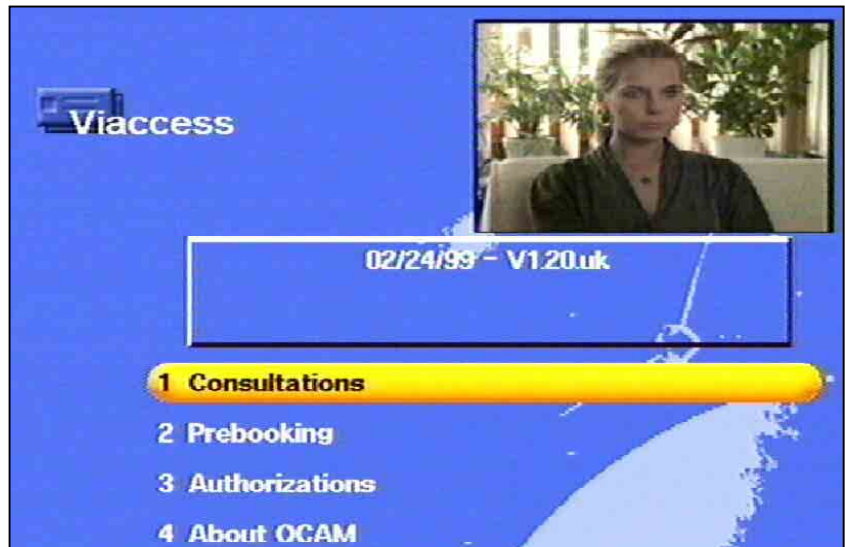 Viaccess
02/24/99 - V1.20.uk
1 Consultations
2 Prebooking
3 Authorizations
4 About OCAM